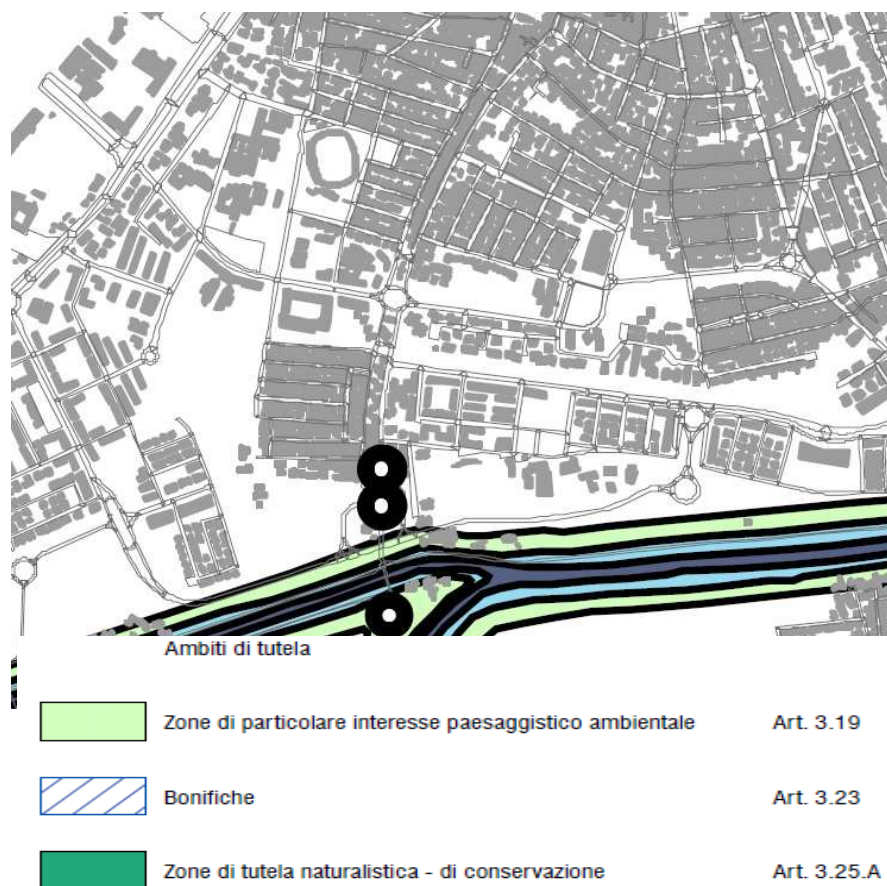 Ambiti di tutela
Zone di particolare interesse paesaggistico ambientale Art. 3.19
Bonifiche Art. 3.23
Zone di tutela naturalistica - di conservazione Art. 3.25.A